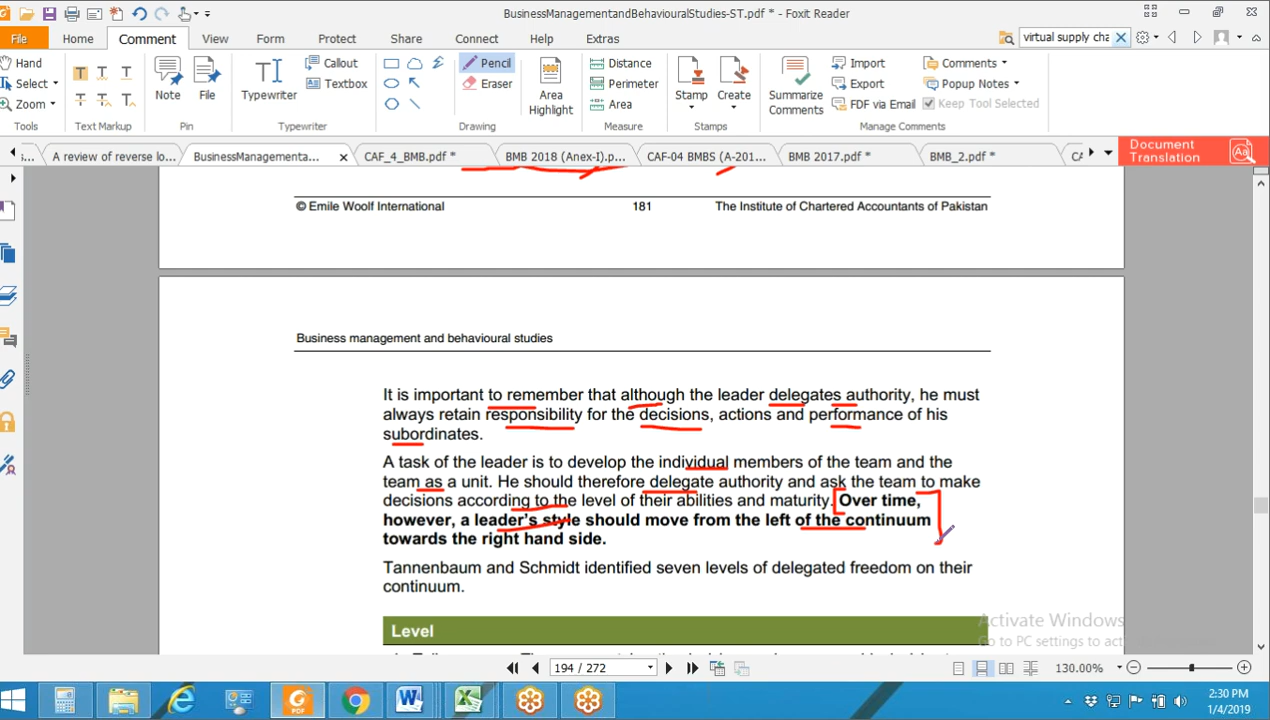 BusinessManagementandBehaviouralStudies-ST.pdf * - Foxit Reader
File Home Comment View Form Protect Share Connect Help Extras
virtual supply cha
Hand
Select
Zoom
Tools
Text Markup
Note
File
Pin
Typewriter
Callout
Textbox
Typewriter
Pencil
Eraser
Area
Highlight
Drawing
Distance
Perimeter
Area
Measure
Stamp
Create
Stamps
Summarize
Comments
Import
Export
FDF via Email
Comments
Popup Notes
Keep Tool Selected
Manage Comments
s... A review of reverse lo... BusinessManagementa... CAF_4_BMB.pdf * BMB 2018 (Anex-I).p... CAF-04 BMBS (A-201... BMB 2017.pdf * BMB_2.pdf * CA
Document
Translation
© Emile Woolf International 181 The Institute of Chartered Accountants of Pakistan
Business management and behavioural studies
It is important to remember that although the leader delegates authority, he must
always retain responsibility for the decisions, actions and performance of his
subordinates.
A task of the leader is to develop the individual members of the team and the
team as a unit. He should therefore delegate authority and ask the team to make
decisions according to the level of their abilities and maturity. Over time,
however, a leader's style should move from the left of the continuum
towards the right hand side.
Tannenbaum and Schmidt identified seven levels of delegated freedom on their
continuum.
Level
Activate Windows
Go to PC settings to act
194 / 272
130.00%
2:30 PM
1/4/2019